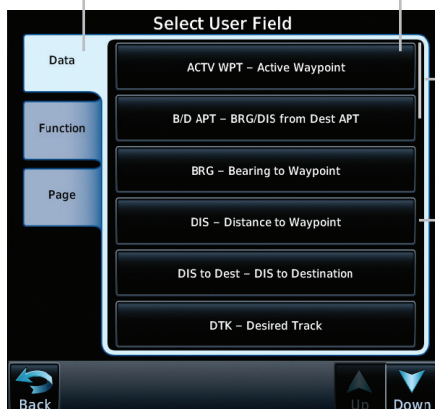 Select User Field
Data
ACTV WPT – Active Waypoint
Function
B/D APT – BRG/DIS from Dest APT
BRG – Bearing to Waypoint
Page
DIS – Distance to Waypoint
DIS to Dest – DIS to Destination
DTK – Desired Track
Back
Up
Down